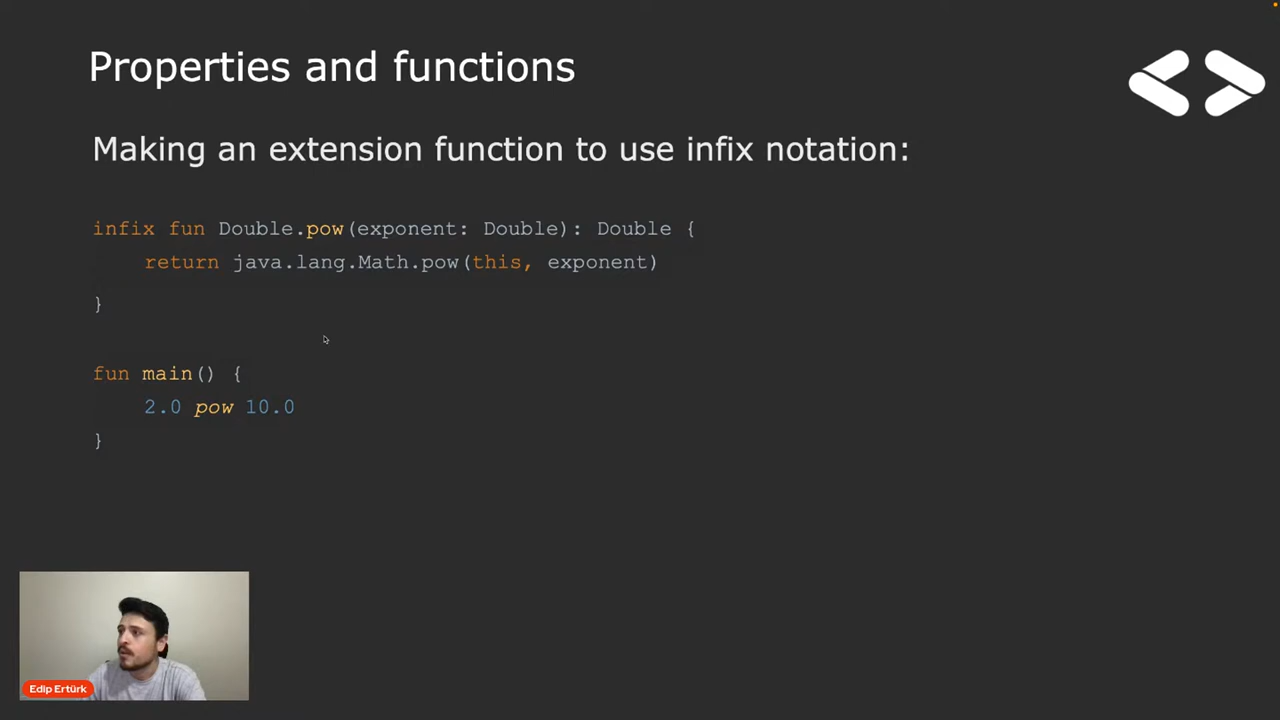 Properties and functions
Making an extension function to use infix notation:
infix fun Double.pow(exponent: Double): Double {
return java.lang.Math.pow(this, exponent)
}
fun main() {
2.0 pow 10.0
}
Edip Ertürk